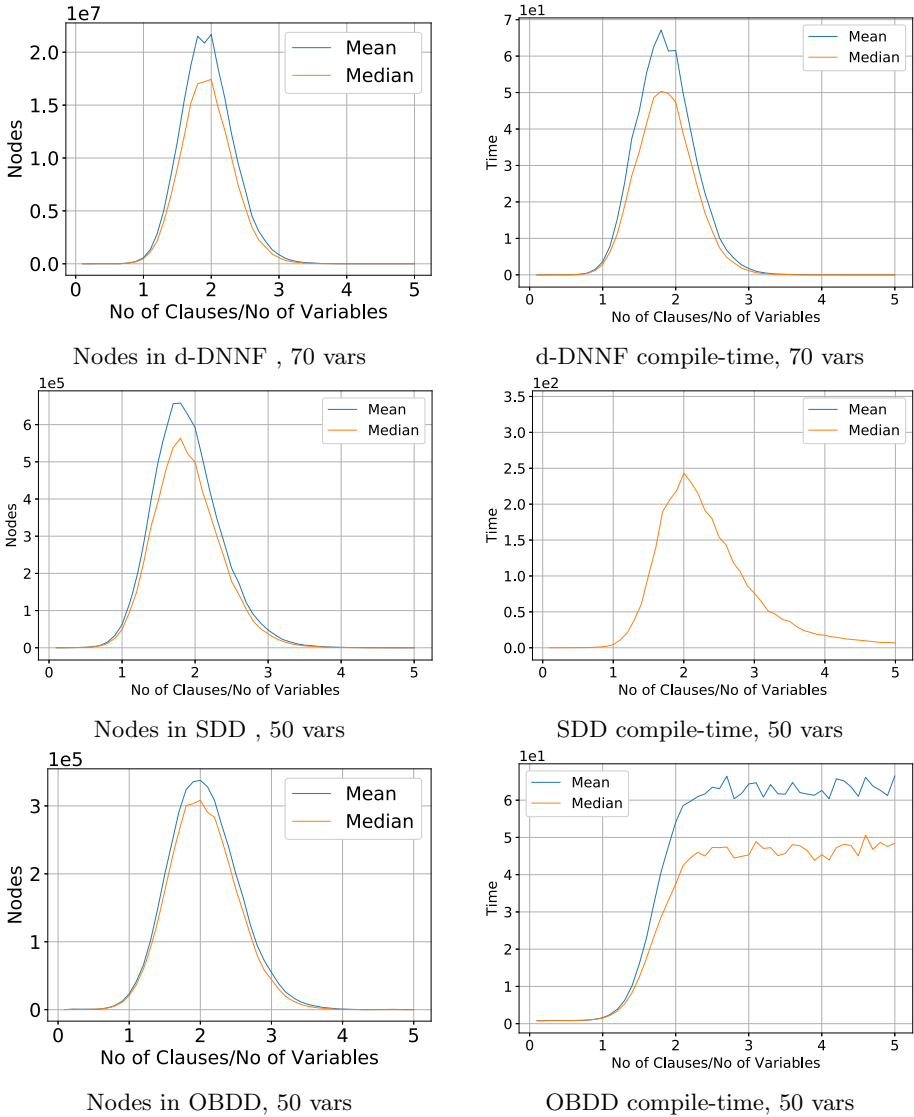 1e7
Mean
Median
2.0
1.5
1.0
0.5
0.0
Nodes
0 1 2 3 4 5
No of Clauses/No of Variables
Nodes in d-DNNF , 70 vars
1e1
Mean
Median
7
6
5
4
3
2
1
0
Time
0 1 2 3 4 5
No of Clauses/No of Variables
d-DNNF compile-time, 70 vars
1e5
Mean
Median
6
5
4
3
2
1
0
Nodes
0 1 2 3 4 5
No of Clauses/No of Variables
Nodes in SDD , 50 vars
1e2
Mean
Median
3.5
3.0
2.5
2.0
1.5
1.0
0.5
0.0
Time
0 1 2 3 4 5
No of Clauses/No of Variables
SDD compile-time, 50 vars
1e5
Mean
Median
3
2
1
0
Nodes
0 1 2 3 4 5
No of Clauses/No of Variables
Nodes in OBDD, 50 vars
1e1
Mean
Median
6
5
4
3
2
1
0
Time
0 1 2 3 4 5
No of Clauses/No of Variables
OBDD compile-time, 50 vars